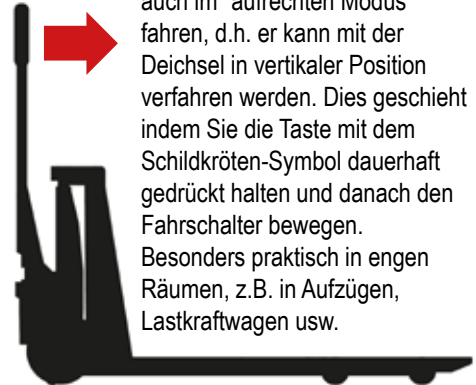 auch im "aufrechten Modus"
fahren, d.h. er kann mit der
Deichsel in vertikaler Position
verfahren werden. Dies geschieht
indem Sie die Taste mit dem
Schildkröten-Symbol dauerhaft
gedrückt halten und danach den
Fahrschalter bewegen.
Besonders praktisch in engen
Räumen, z.B. in Aufzügen,
Lastkraftwagen usw.